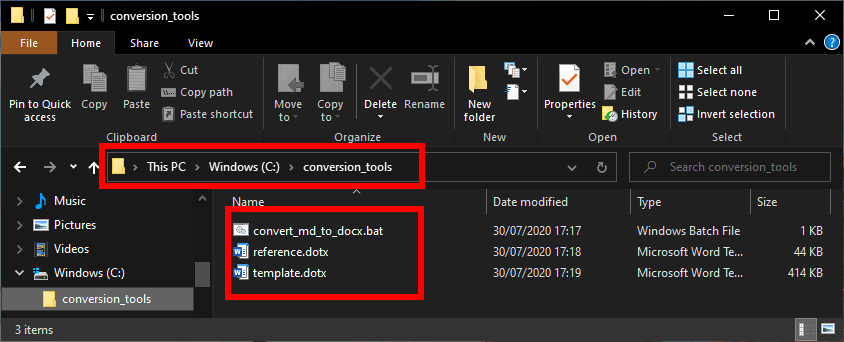 conversion_tools
File Home Share View
Pin to Quick access
Copy
Paste
Cut
Copy path
Paste shortcut
Clipboard
Move to
Copy to
Delete
Rename
Organize
New folder
New
Properties
Open
Edit
History
Open
Select all
Select none
Invert selection
Select
This PC Windows (C:) conversion_tools
Search conversion_tools
Music
Pictures
Videos
Windows (C:)
conversion_tools
Name Date modified Type Size
convert_md_to_docx.bat 30/07/2020 17:17 Windows Batch File 1 KB
reference.dotx 30/07/2020 17:18 Microsoft Word Te... 44 KB
template.dotx 30/07/2020 17:19 Microsoft Word Te... 414 KB
3 items